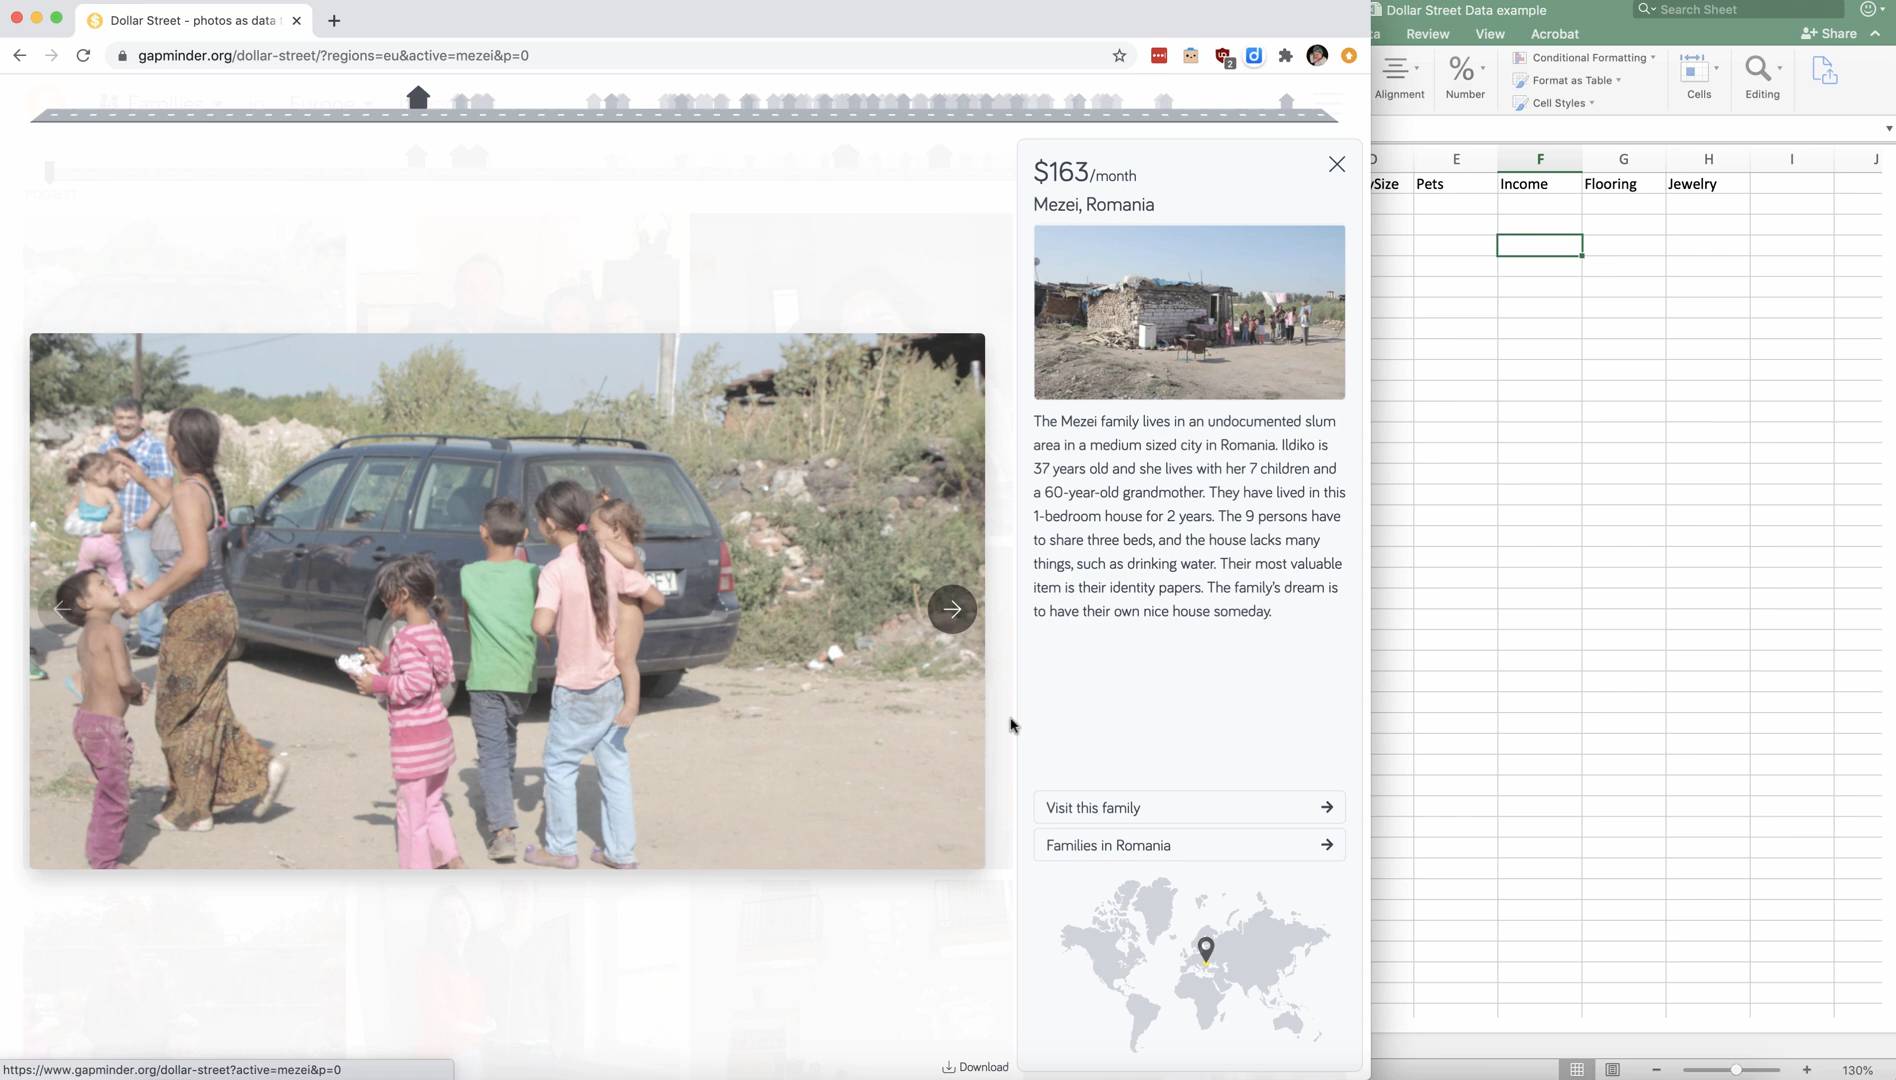 Dollar Street - photos as data
gapminder.org/dollar-street/?regions=eu&active=mezei&p=0
2
Families in Europe
POOREST
$163/month
Mezei, Romania
The Mezei family lives in an undocumented slum
area in a medium sized city in Romania. Ildiko is
37 years old and she lives with her 7 children and
a 60-year-old grandmother. They have lived in this
1-bedroom house for 2 years. The 9 persons have
to share three beds, and the house lacks many
things, such as drinking water. Their most valuable
item is their identity papers. The family's dream is
to have their own nice house someday.
Visit this family
Families in Romania
Download
https://www.gapminder.org/dollar-street?active=mezei&p=0
Dollar Street Data example
Search Sheet
ta Review View Acrobat
Share
Alignment
%
Number
Conditional Formatting
Format as Table
Cell Styles
Cells
Editing
D E F G H I J
ySize Pets Income Flooring Jewelry
130%